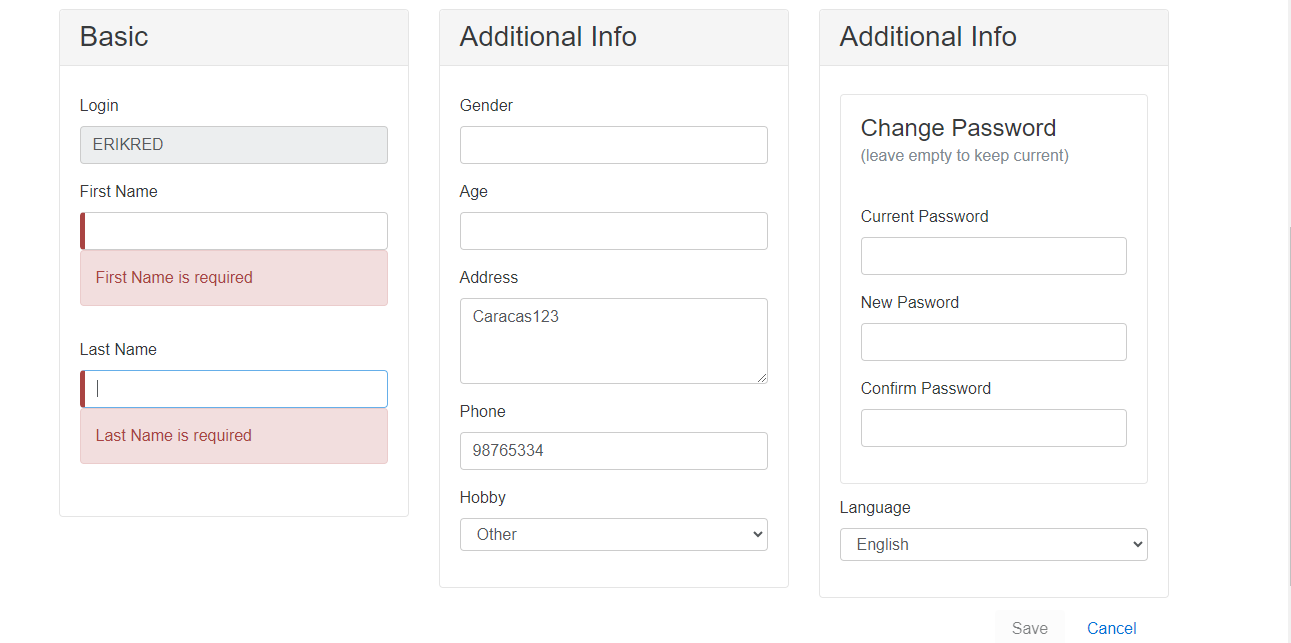 Basic
Login
ERIKRED
First Name
First Name is required
Last Name
Last Name is required
Additional Info
Gender
Age
Address
Caracas123
Phone
98765334
Hobby
Other
Additional Info
Change Password
(leave empty to keep current)
Current Password
New Pasword
Confirm Password
Language
English
Save
Cancel